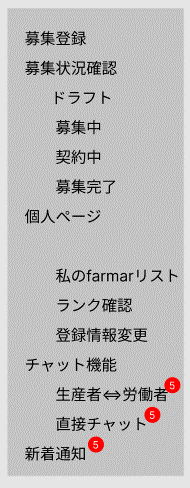 募集登録
募集状況確認
ドラフト
募集中
契約中
募集完了
個人ページ
私のfarmarリスト
ランク確認
登録情報変更
チャット機能
生産者⇔労働者 5
直接チャット 5
新着通知 5